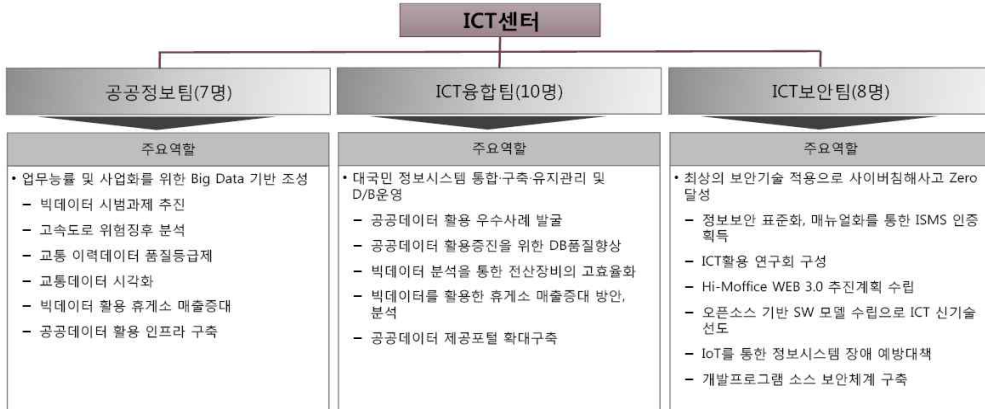 ICT센터
공공정보팀(7명)
주요역할
• 업무능률 및 사업화를 위한 Big Data 기반 조성
– 빅데이터 시범과제 추진
– 고속도로 위험징후 분석
– 교통 이력데이터 품질등급제
– 교통데이터 시각화
– 빅데이터 활용 휴게소 매출증대
– 공공데이터 활용 인프라 구축
ICT융합팀(10명)
주요역할
• 대국민 정보시스템 통합·구축·유지관리 및
D/B운영
– 공공데이터 활용 우수사례 발굴
– 공공데이터 활용증진을 위한 DB품질향상
– 빅데이터 분석을 통한 전산장비의 고효율화
– 빅데이터를 활용한 휴게소 매출증대 방안,
분석
– 공공데이터 제공포털 확대구축
ICT보안팀(8명)
주요역할
• 최상의 보안기술 적용으로 사이버침해사고 Zero
달성
– 정보보안 표준화, 매뉴얼화를 통한 ISMS 인증
획득
– ICT활용 연구회 구성
– Hi-Moffice WEB 3.0 추진계획 수립
– 오픈소스 기반 SW 모델 수립으로 ICT 신기술
선도
– IoT를 통한 정보시스템 장애 예방대책
– 개발프로그램 소스 보안체계 구축